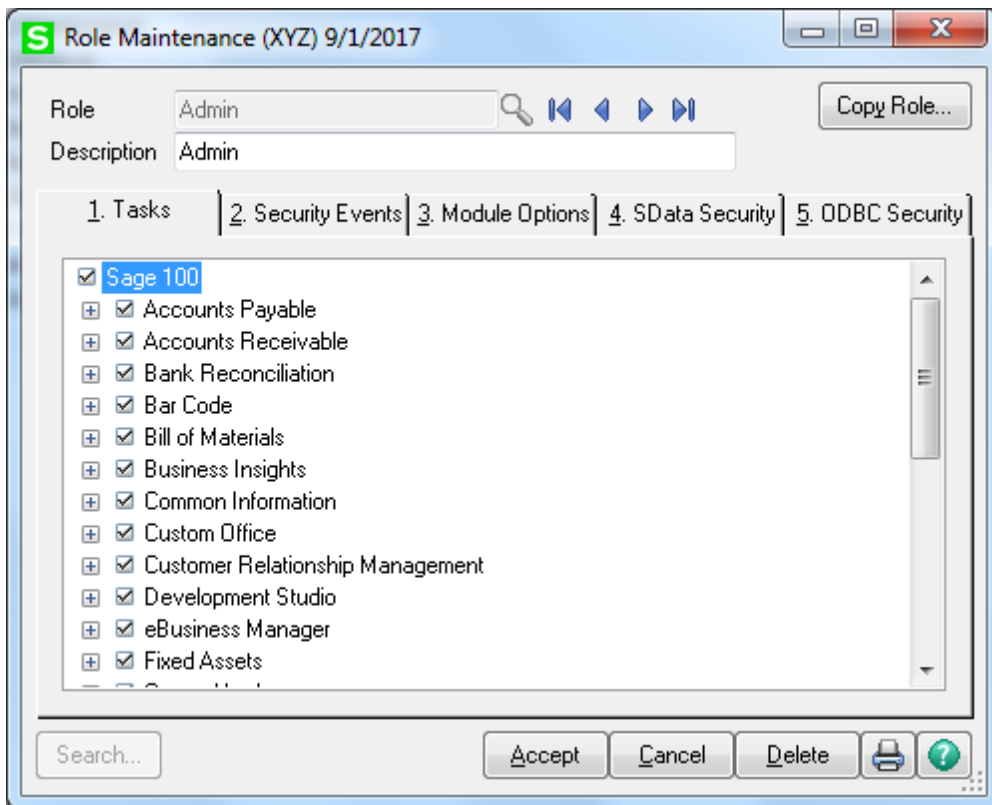 S Role Maintenance (XYZ) 9/1/2017
Role Admin Copy Role...
Description Admin
1. Tasks 2. Security Events 3. Module Options 4. SData Security 5. ODBC Security
Sage 100
Accounts Payable
Accounts Receivable
Bank Reconciliation
Bar Code
Bill of Materials
Business Insights
Common Information
Custom Office
Customer Relationship Management
Development Studio
eBusiness Manager
Fixed Assets
Search... Accept Cancel Delete ?